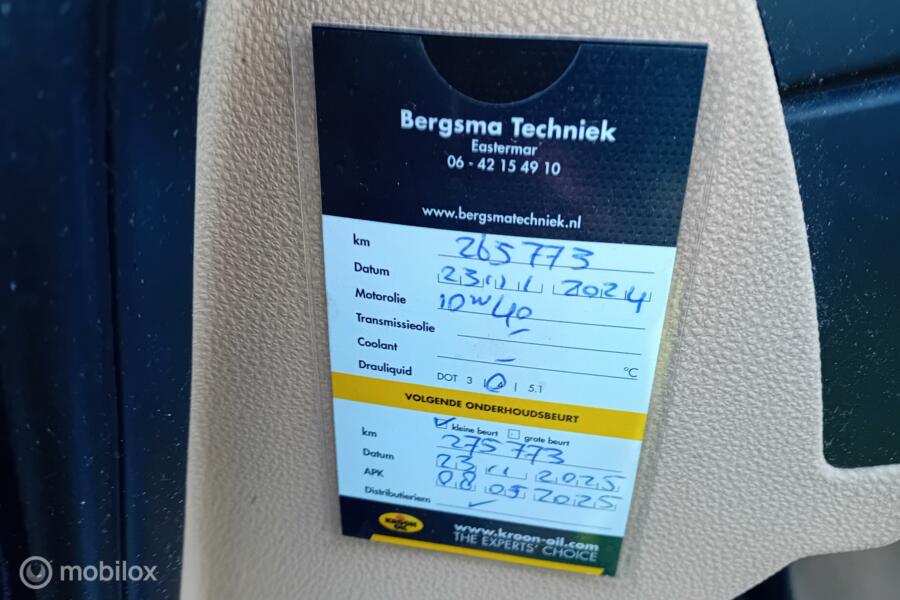 Bergsma Techniek
Eastermar
06 - 42 15 49 10
www.bergsmatechniek.nl
km 265773
Datum 23 11 2024
Motorolie 10W40
Transmissieolie -
Coolant - °C
Drauliquid DOT 3 | 4 | 5.1
VOLGENDE ONDERHOUDSBEURT
kleine beurt grote beurt
km 275773
Datum 23 11 2025
APK 08 05 2025
Distributieriem
KROON OIL
www.kroon-oil.com
THE EXPERTS' CHOICE
mobilox